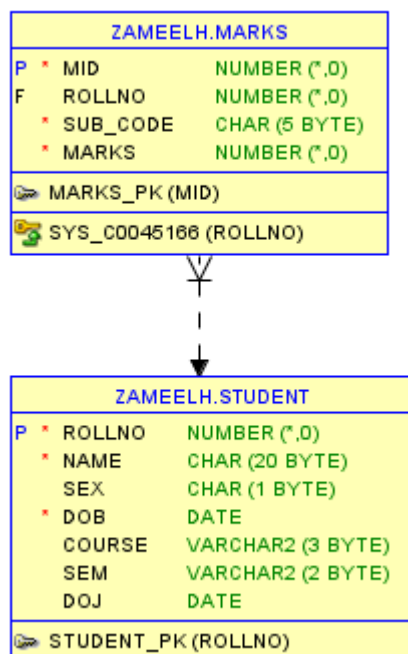 ZAMEELH.MARKS
P * MID NUMBER (*,0)
F ROLLNO NUMBER (*,0)
* SUB_CODE CHAR (5 BYTE)
* MARKS NUMBER (*,0)
MARKS_PK (MID)
SYS_C0045166 (ROLLNO)
ZAMEELH.STUDENT
P * ROLLNO NUMBER (*,0)
* NAME CHAR (20 BYTE)
SEX CHAR (1 BYTE)
* DOB DATE
COURSE VARCHAR2 (3 BYTE)
SEM VARCHAR2 (2 BYTE)
DOJ DATE
STUDENT_PK (ROLLNO)